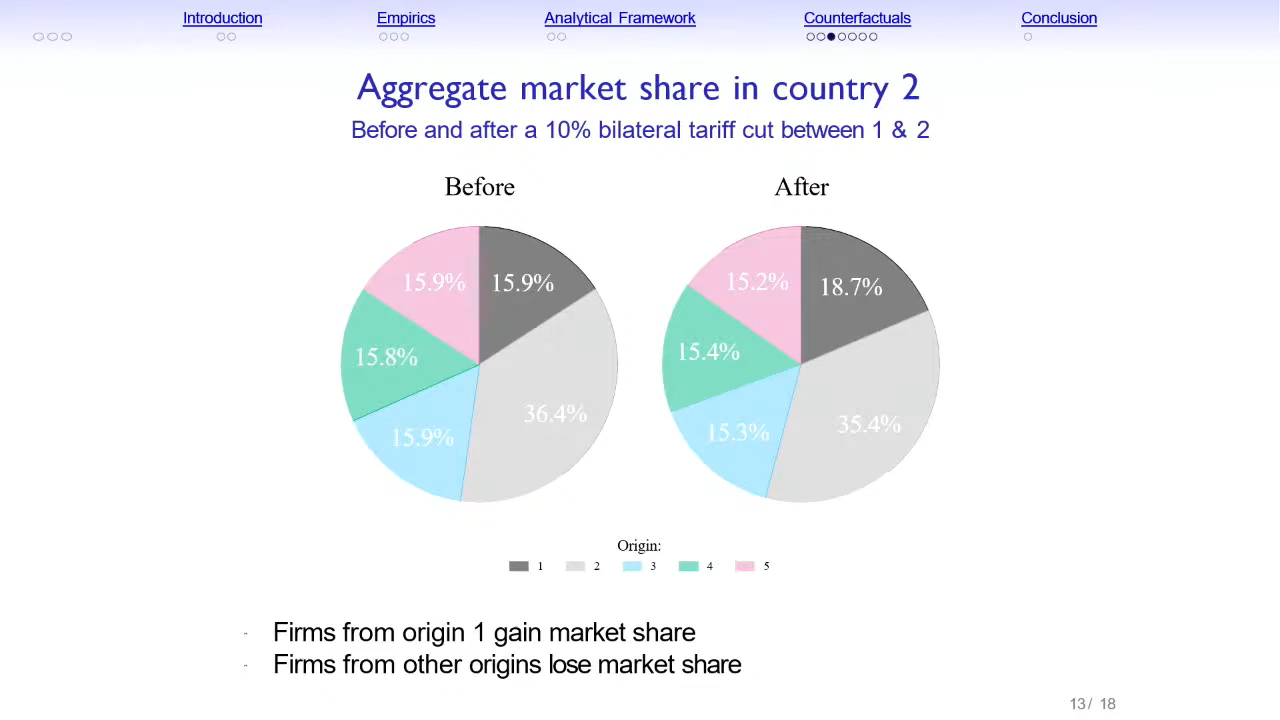 Introduction Empirics Analytical Framework Counterfactuals Conclusion
Aggregate market share in country 2
Before and after a 10% bilateral tariff cut between 1 & 2
Before After
15.9% 15.9% 15.2% 18.7%
15.8% 15.4%
36.4% 35.4%
15.9% 15.3%
Origin:
1 2 3 4 5
Firms from origin 1 gain market share
Firms from other origins lose market share
13 / 18